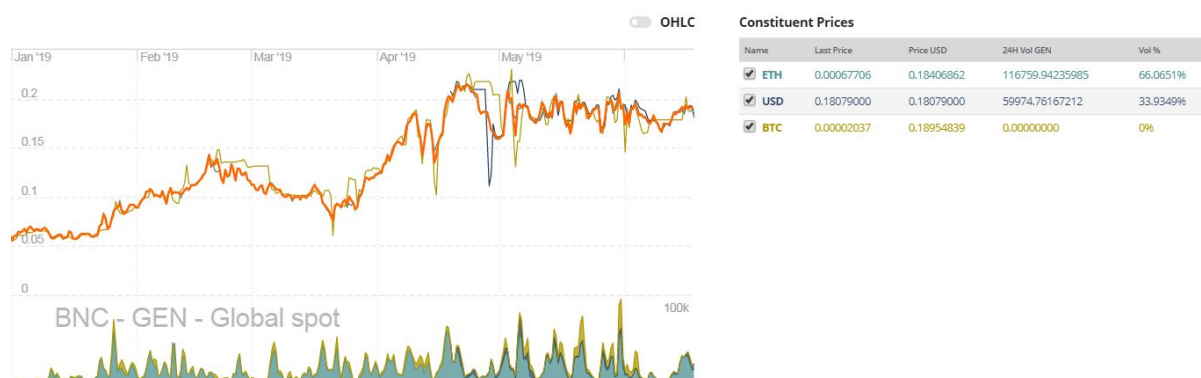 OHLC
Constituent Prices
Name Last Price Price USD 24H Vol GEN Vol %
ETH 0.00067706 0.18406862 116759.94235985 66.0651%
USD 0.18079000 0.18079000 59974.76167212 33.9349%
BTC 0.00002037 0.18954839 0.00000000 0%
Jan '19 Feb '19 Mar '19 Apr '19 May '19
0.2
0.15
0.1
0.05
0
BNC - GEN - Global spot
100k